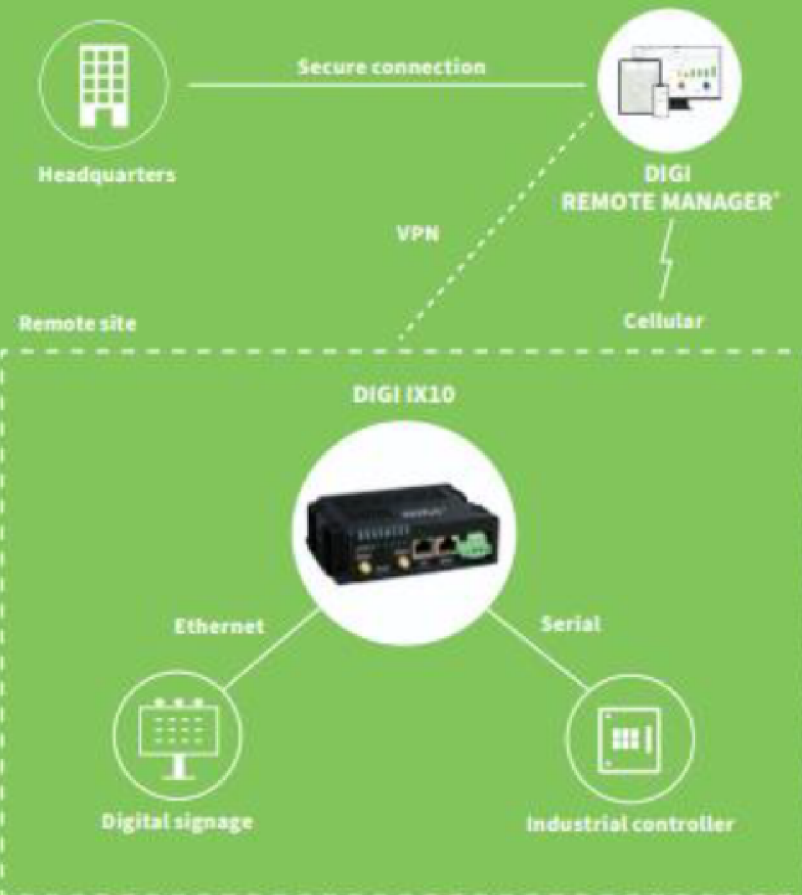 Secure connection
Headquarters
DIGI
REMOTE MANAGER®
VPN
Remote site
Cellular
DIGI IX10
Ethernet
Serial
Digital signage
Industrial controller